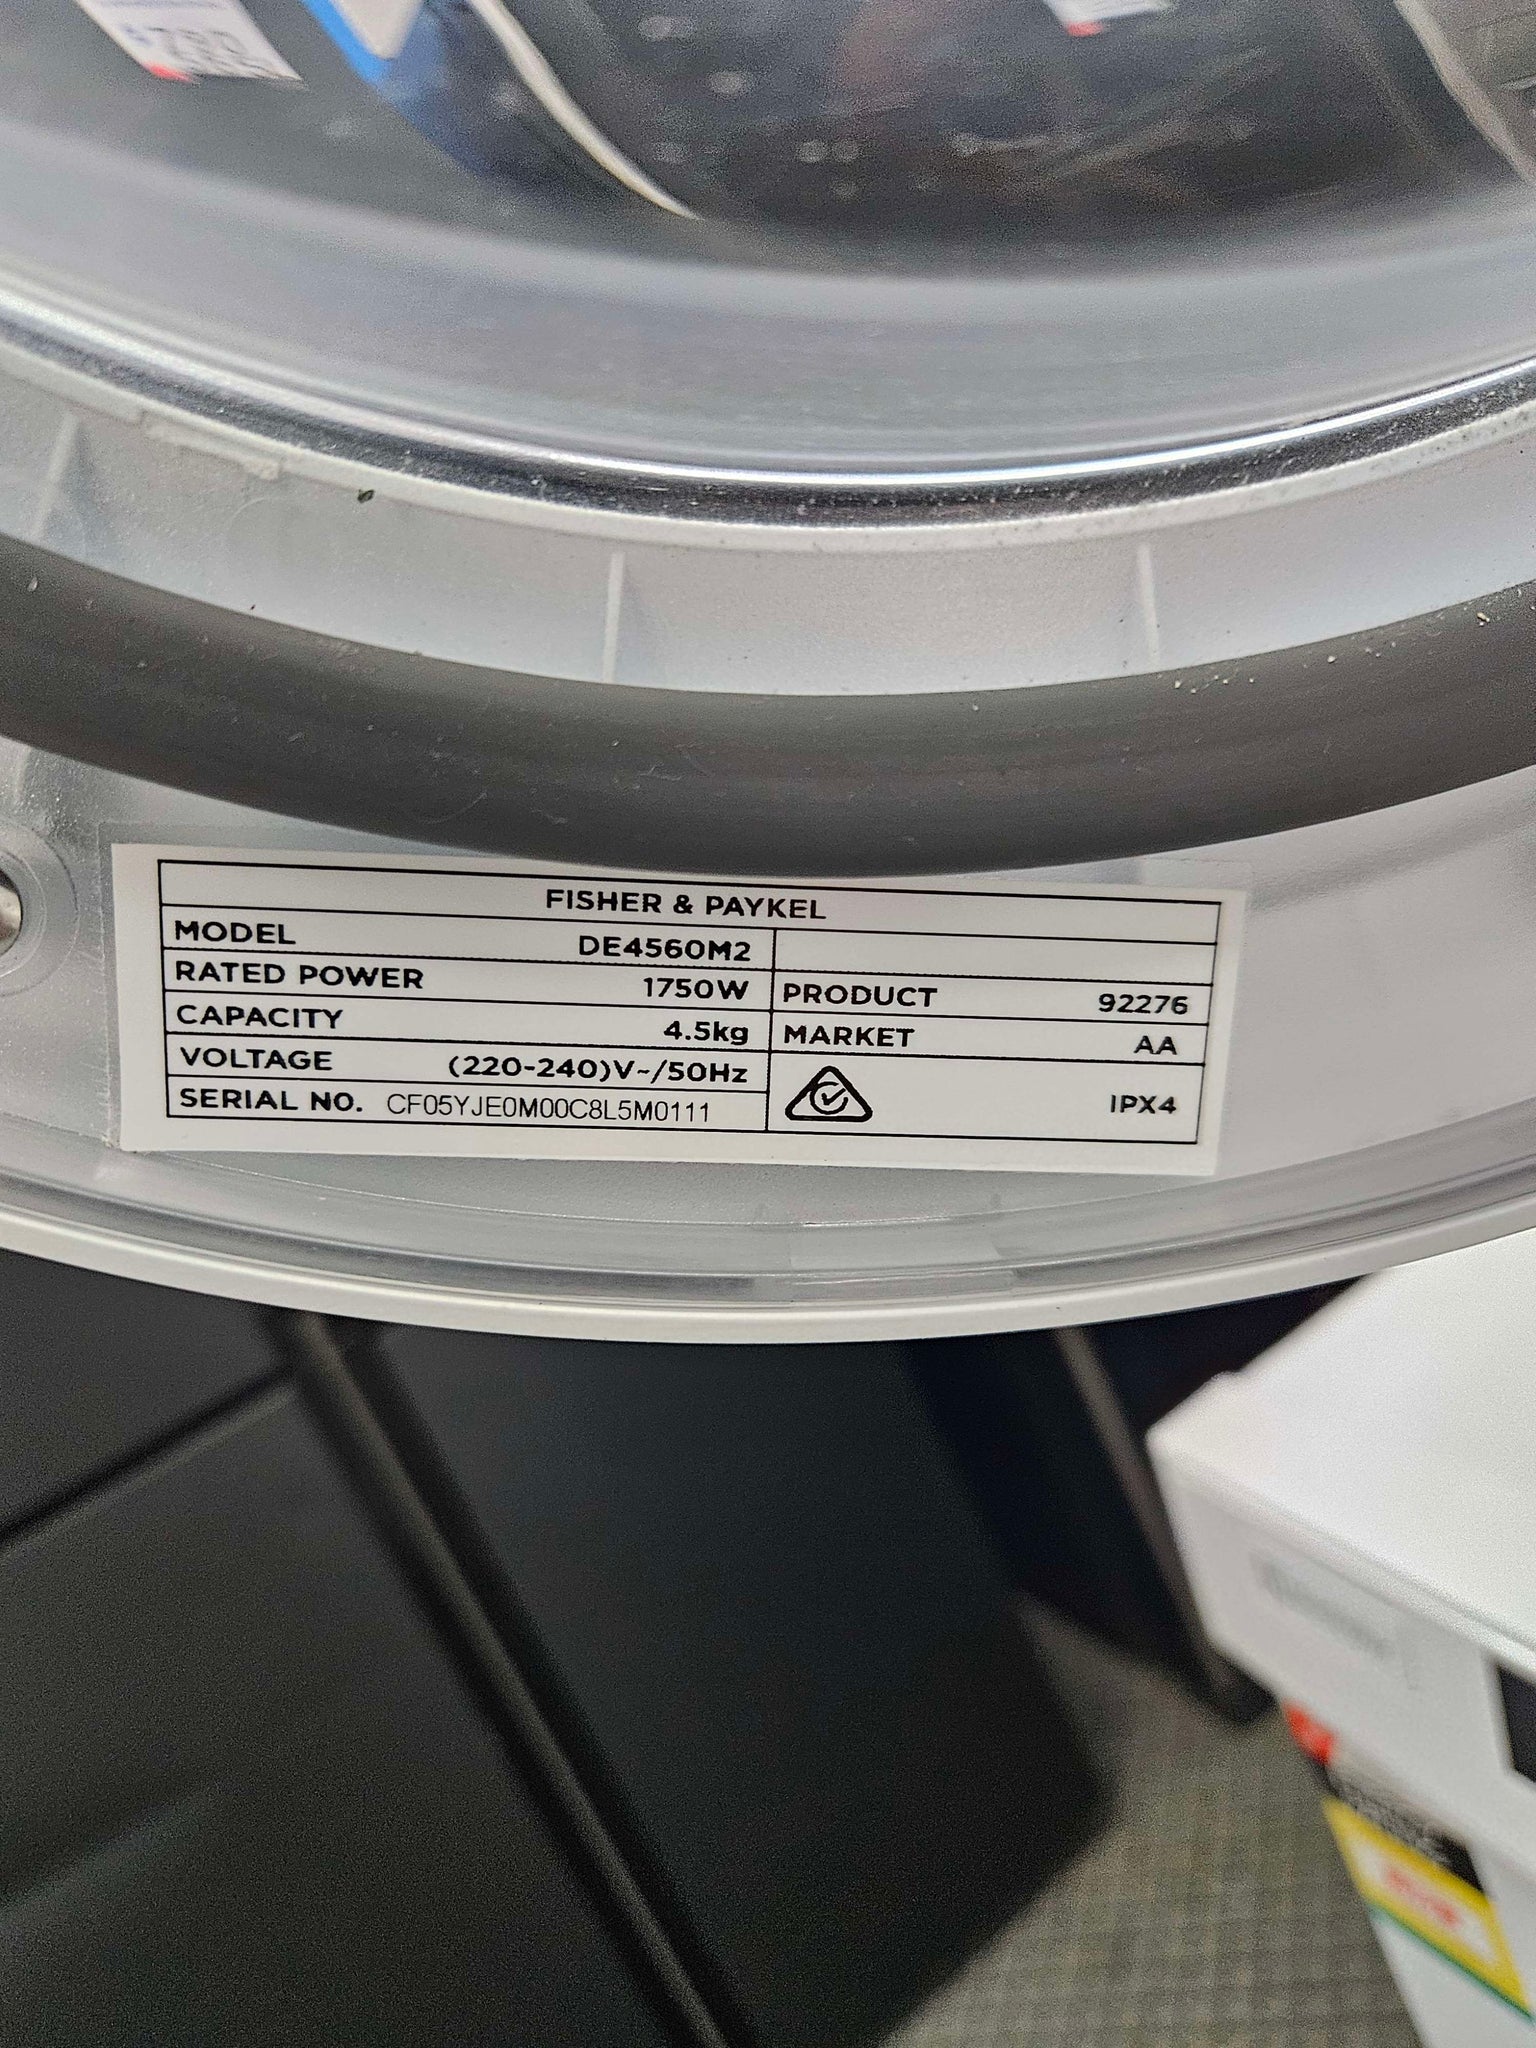 FISHER & PAYKEL
MODEL DE4560M2
RATED POWER 1750W
PRODUCT 92276
CAPACITY 4.5kg
MARKET AA
VOLTAGE (220-240)V~/50Hz
SERIAL NO. CF05YJE0M00C8L5M0111
IPX4